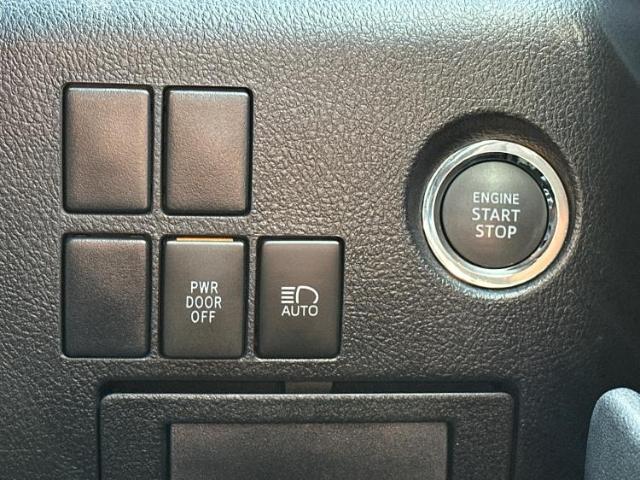 ENGINE
START
STOP
PWR
DOOR
OFF
AUTO